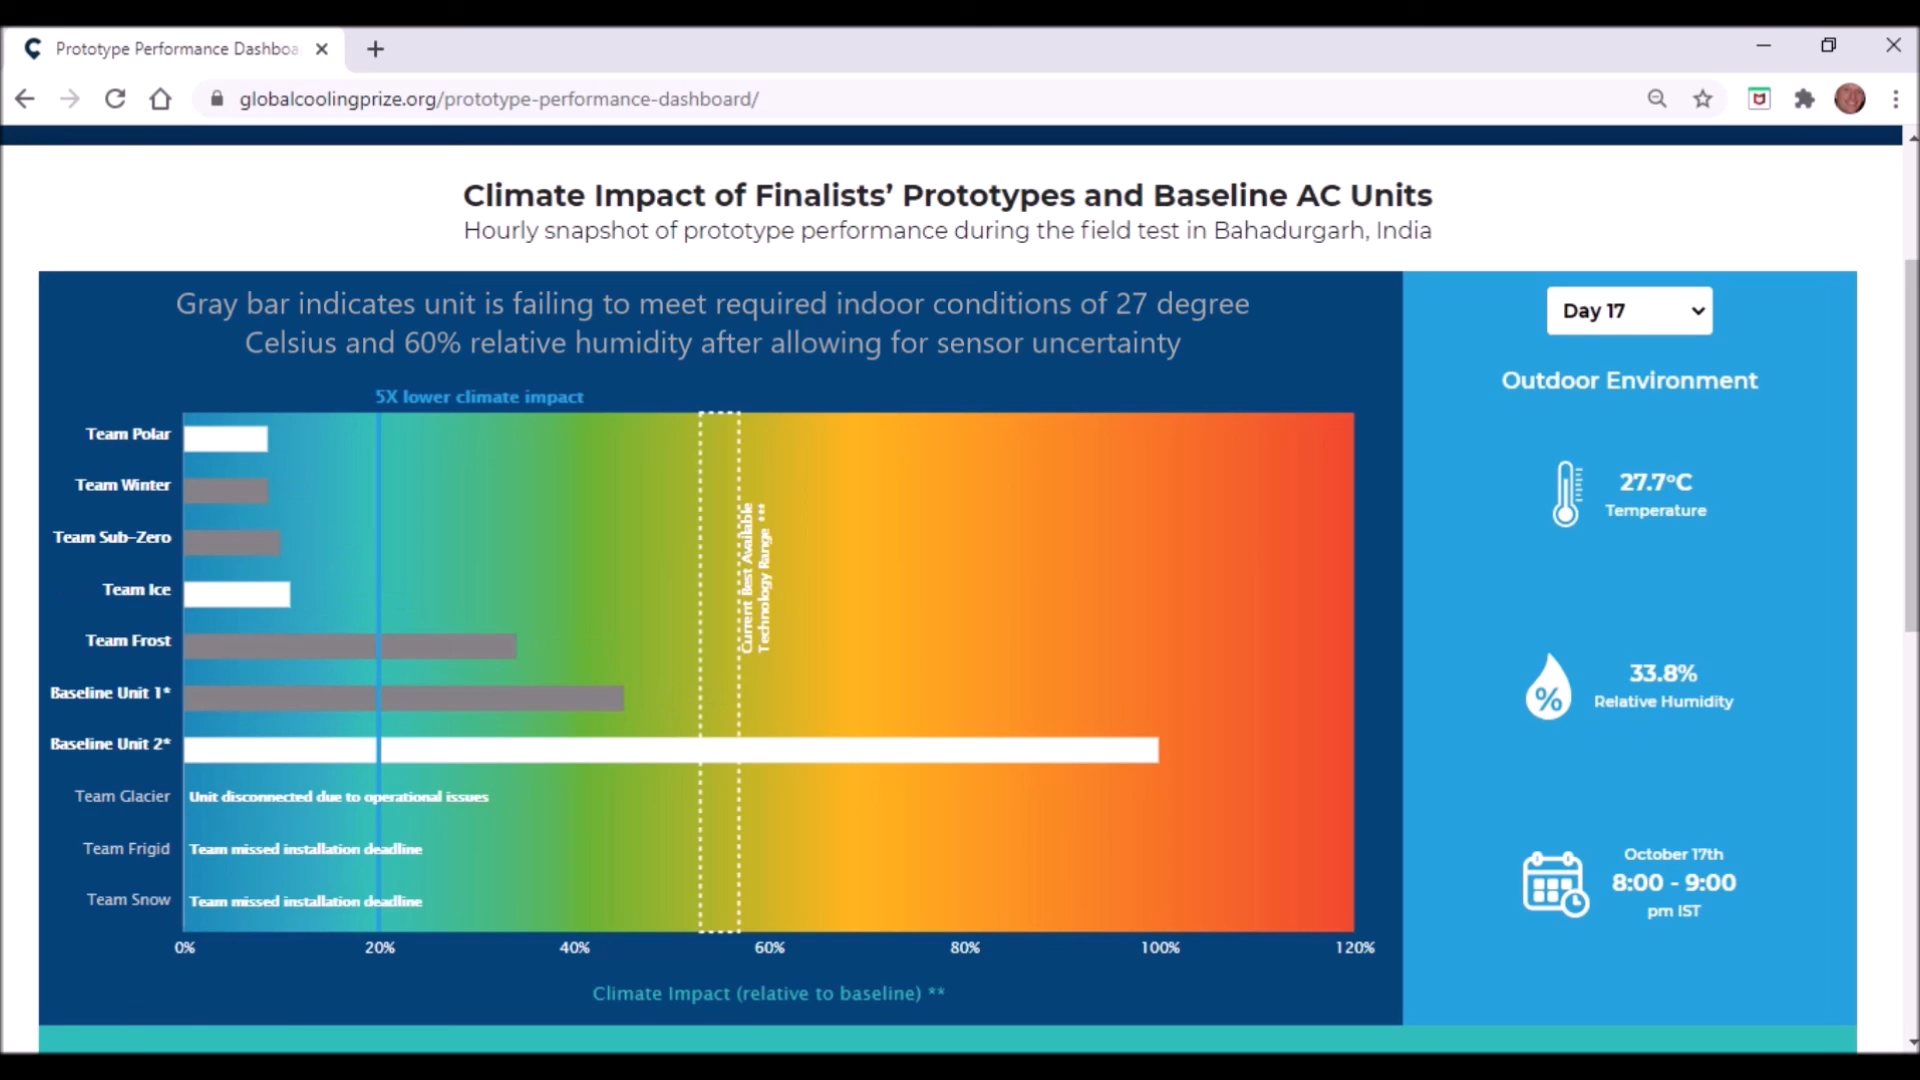 Prototype Performance Dashboa
globalcoolingprize.org/prototype-performance-dashboard/
Climate Impact of Finalists’ Prototypes and Baseline AC Units
Hourly snapshot of prototype performance during the field test in Bahadurgarh, India
Gray bar indicates unit is failing to meet required indoor conditions of 27 degree
Celsius and 60% relative humidity after allowing for sensor uncertainty
5X lower climate impact
Team Polar
Team Winter
Team Sub-Zero
Team Ice
Team Frost
Baseline Unit 1*
Baseline Unit 2*
Team Glacier Unit disconnected due to operational issues
Team Frigid Team missed installation deadline
Team Snow Team missed installation deadline
Current Best Available
Technology Range ***
0% 20% 40% 60% 80% 100% 120%
Climate Impact (relative to baseline) **
Day 17
Outdoor Environment
27.7°C
Temperature
%
33.8%
Relative Humidity
October 17th
8:00 - 9:00
pm IST